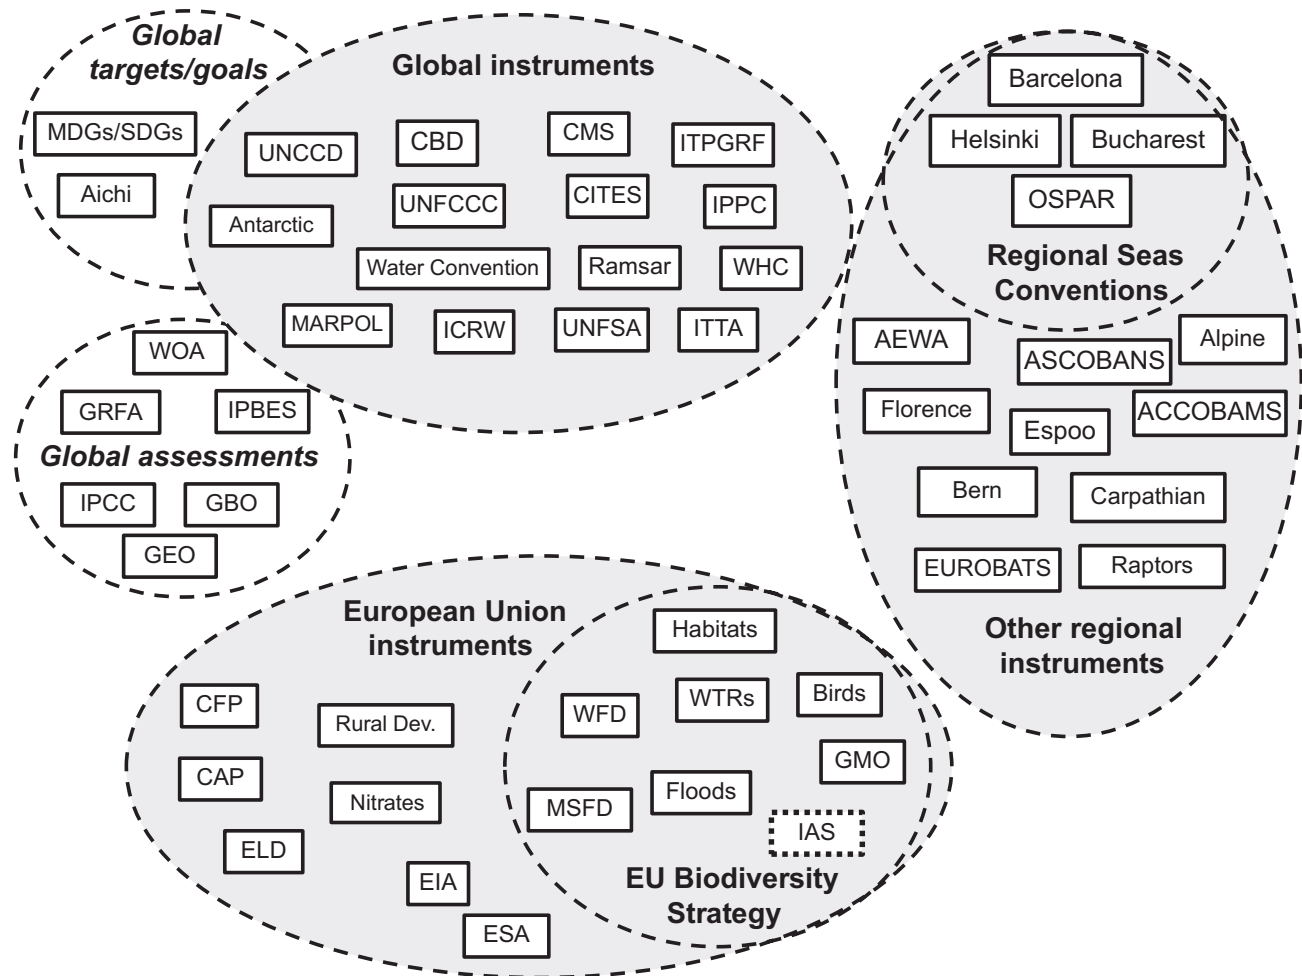 Global
targets/goals
MDGs/SDGs
Aichi
Global instruments
UNCCD
CBD
CMS
ITPGRF
UNFCCC
CITES
IPPC
Antarctic
Water Convention
Ramsar
WHC
MARPOL
ICRW
UNFSA
ITTA
Barcelona
Helsinki
Bucharest
OSPAR
Regional Seas
Conventions
AEWA
ASCOBANS
Alpine
Florence
Espoo
ACCOBAMS
Bern
Carpathian
EUROBATS
Raptors
Other regional
instruments
WOA
GRFA
IPBES
Global assessments
IPCC
GBO
GEO
European Union
instruments
CFP
Rural Dev.
CAP
Nitrates
ELD
EIA
ESA
Habitats
WFD
WTRs
Birds
GMO
MSFD
Floods
IAS
EU Biodiversity
Strategy